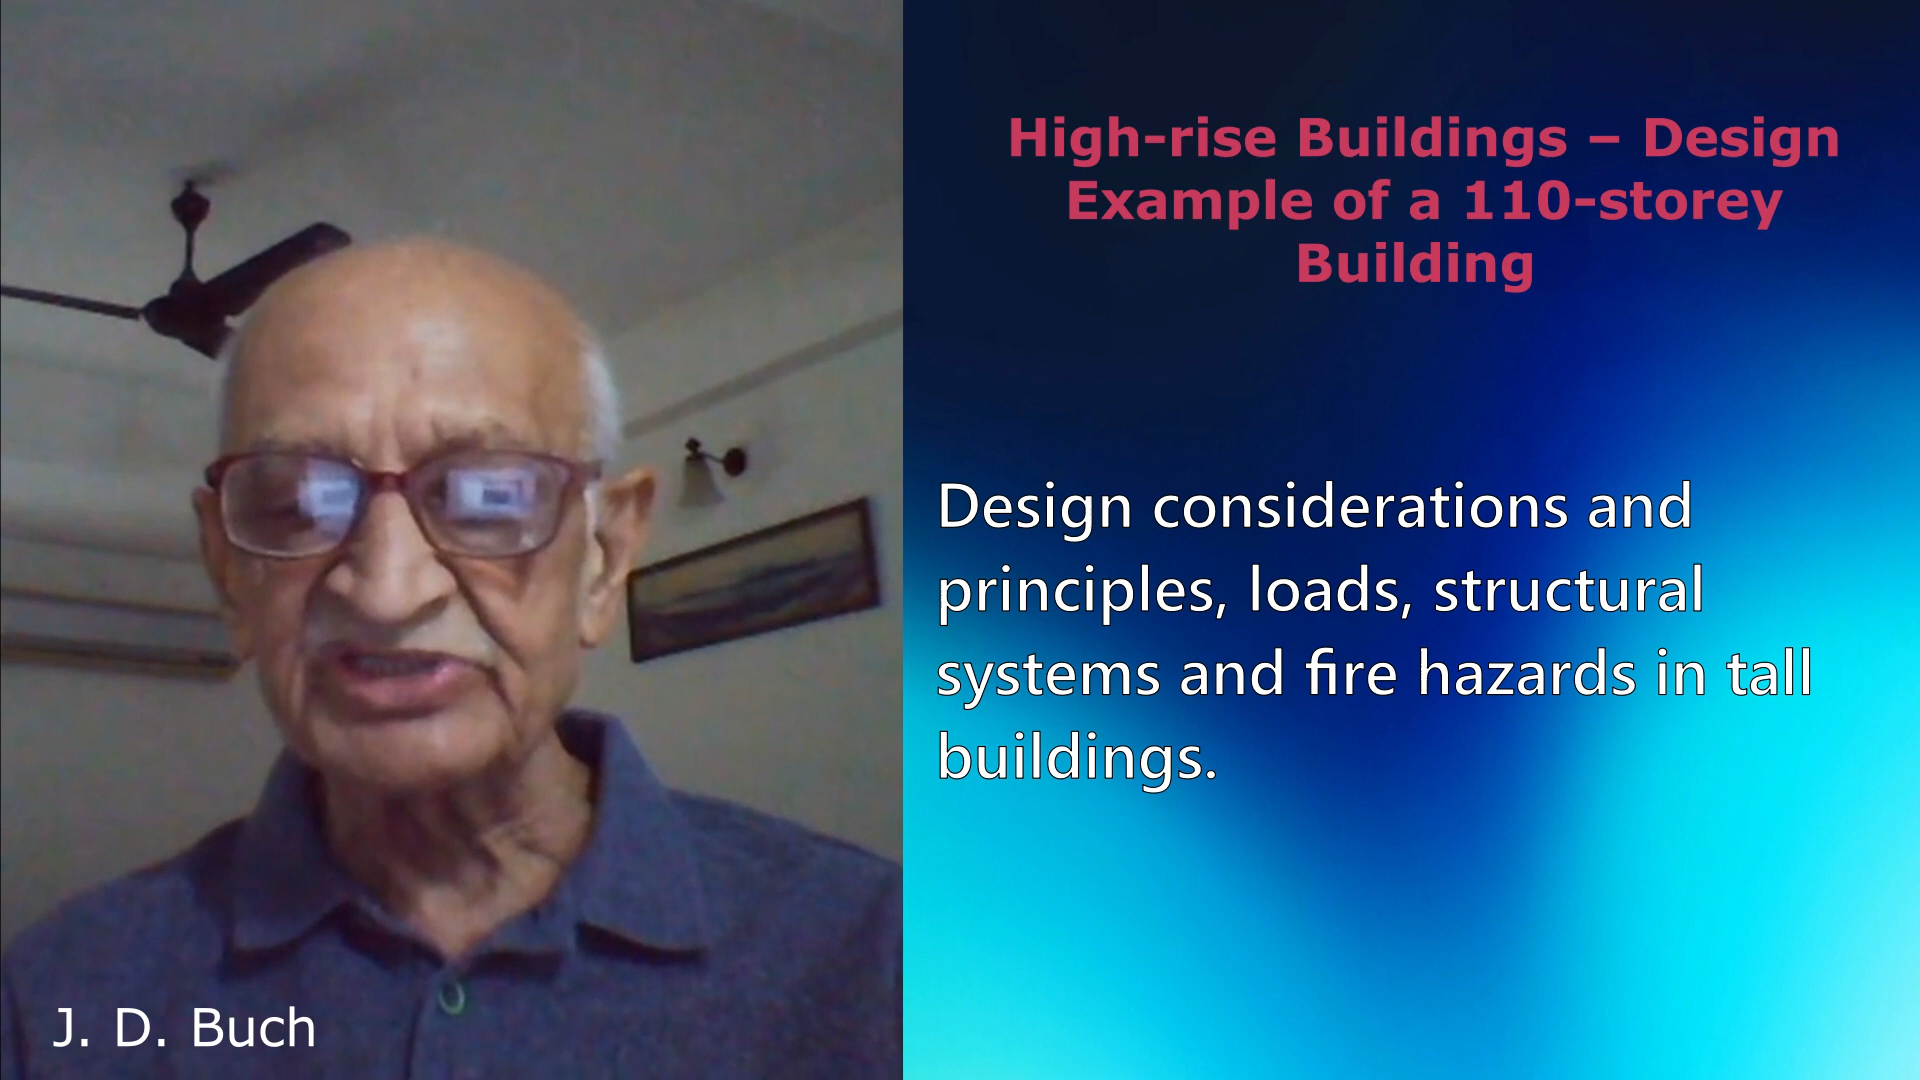 High-rise Buildings – Design
Example of a 110-storey
Building
Design considerations and
principles, loads, structural
systems and fire hazards in tall
buildings.
J. D. Buch